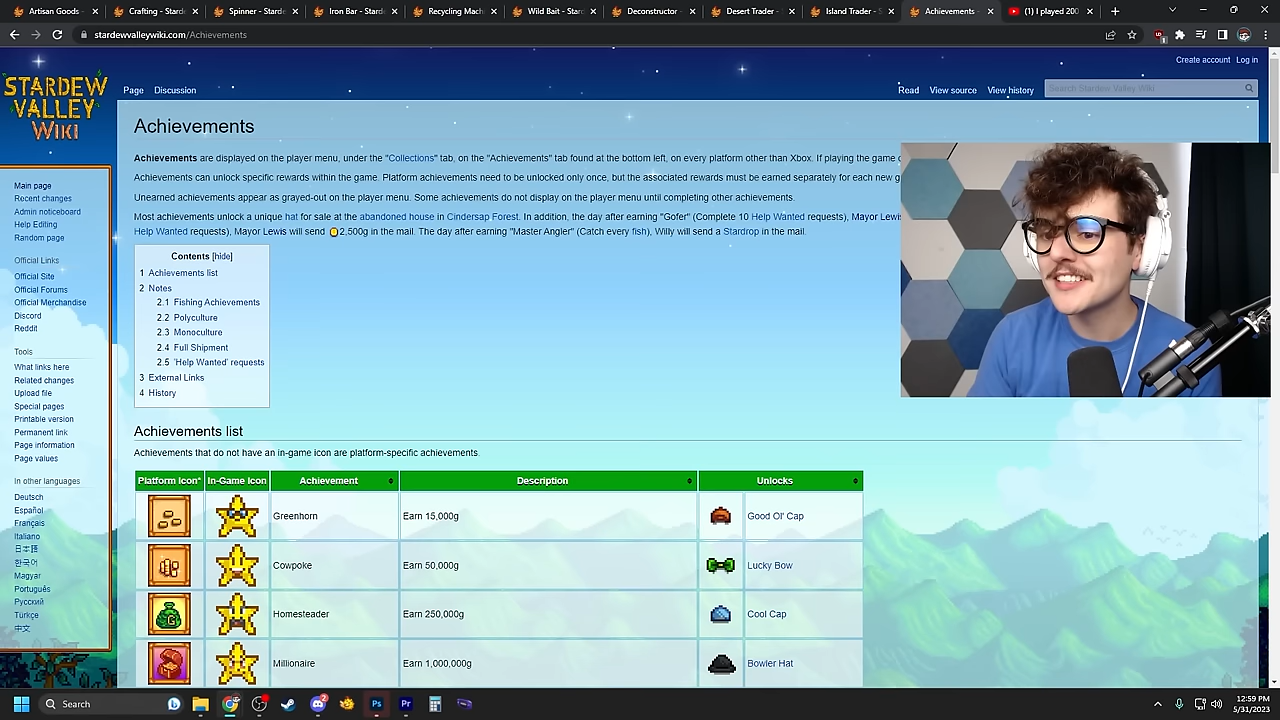 Artisan Goods -
Crafting - Stard
Spinner - Starde
Iron Bar - Starde
Recycling Mach
Wild Bait - Star
Deconstructor -
Desert Trader -
Island Trader - S
Achievements
(1) I played 200
stardewvalleywiki.com/Achievements
Create account Log in
STARDEW
VALLEY
Wiki
Page Discussion
Read View source View history
Search Stardew Valley Wiki
Main page
Recent changes
Admin noticeboard
Help Editing
Random page
Official Links
Official Site
Official Forums
Official Merchandise
Discord
Reddit
Tools
What links here
Related changes
Upload file
Special pages
Printable version
Permanent link
Page information
Page values
In other languages
Deutsch
Español
Français
Italiano
日本語
한국어
Magyar
Português
Русский
Türkçe
中文
Achievements
Achievements are displayed on the player menu, under the "Collections" tab, on the "Achievements" tab found at the bottom left, on every platform other than Xbox. If playing the game
Achievements can unlock specific rewards within the game. Platform achievements need to be unlocked only once, but the associated rewards must be earned separately for each new g
Unearned achievements appear as grayed-out on the player menu. Some achievements do not display on the player menu until completing other achievements.
Most achievements unlock a unique hat for sale at the abandoned house in Cindersap Forest. In addition, the day after earning "Gofer" (Complete 10 Help Wanted requests), Mayor Lewis
Help Wanted requests), Mayor Lewis will send 2,500g in the mail. The day after earning "Master Angler" (Catch every fish), Willy will send a Stardrop in the mail.
Contents [hide]
1 Achievements list
2 Notes
2.1 Fishing Achievements
2.2 Polyculture
2.3 Monoculture
2.4 Full Shipment
2.5 'Help Wanted' requests
3 External Links
4 History
Achievements list
Achievements that do not have an in-game icon are platform-specific achievements.
Platform Icon* In-Game Icon Achievement Description Unlocks
Greenhorn Earn 15,000g Good Ol' Cap
Cowpoke Earn 50,000g Lucky Bow
Homesteader Earn 250,000g Cool Cap
Millionaire Earn 1,000,000g Bowler Hat
Search
12:59 PM
5/31/2023